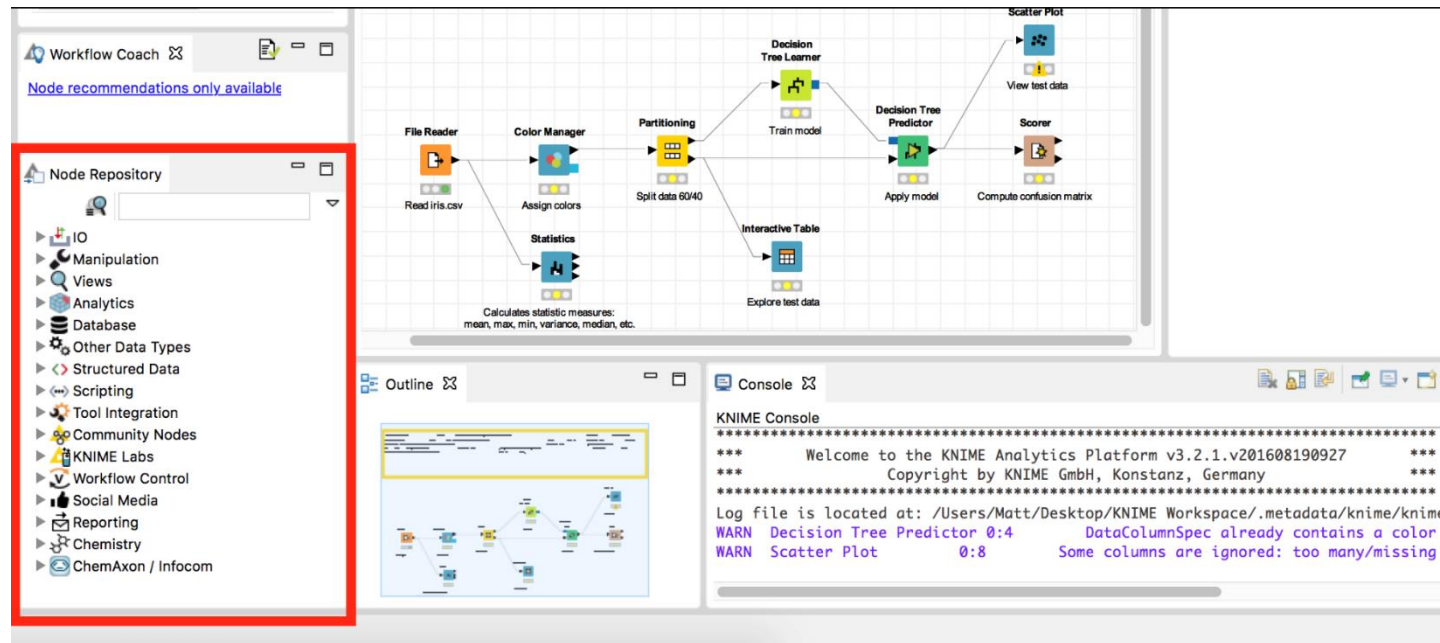 Workflow Coach
Node recommendations only available
Node Repository
IO
Manipulation
Views
Analytics
Database
Other Data Types
Structured Data
Scripting
Tool Integration
Community Nodes
KNIME Labs
Workflow Control
Social Media
Reporting
Chemistry
ChemAxon / Infocom
File Reader
Read iris.csv
Color Manager
Assign colors
Statistics
Calculates statistic measures:
mean, max, min, variance, median, etc.
Partitioning
Split data 60/40
Decision
Tree Learner
Train model
Interactive Table
Explore test data
Decision Tree
Predictor
Apply model
Scatter Plot
View test data
Scorer
Compute confusion matrix
Outline
Console
KNIME Console
********************************************************************************
*** Welcome to the KNIME Analytics Platform v3.2.1.v201608190927 ***
*** Copyright by KNIME GmbH, Konstanz, Germany ***
********************************************************************************
Log file is located at: /Users/Matt/Desktop/KNIME Workspace/.metadata/knime/knime
WARN Decision Tree Predictor 0:4 DataColumnSpec already contains a color
WARN Scatter Plot 0:8 Some columns are ignored: too many/missing